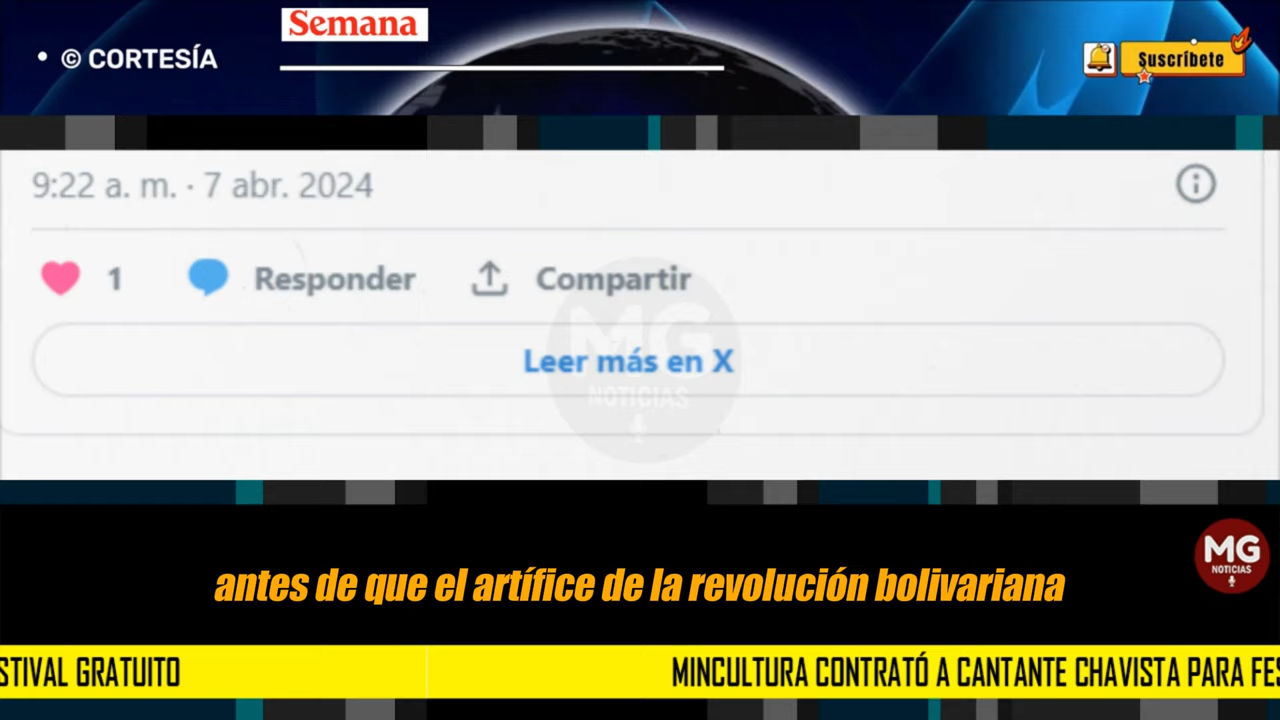 Semana
• © CORTESÍA
Suscríbete
9:22 a. m. · 7 abr. 2024
1 Responder Compartir
Leer más en X
MG
NOTICIAS
MG
NOTICIAS
antes de que el artífice de la revolución bolivariana
STIVAL GRATUITO MINCULTURA CONTRATÓ A CANTANTE CHAVISTA PARA FES